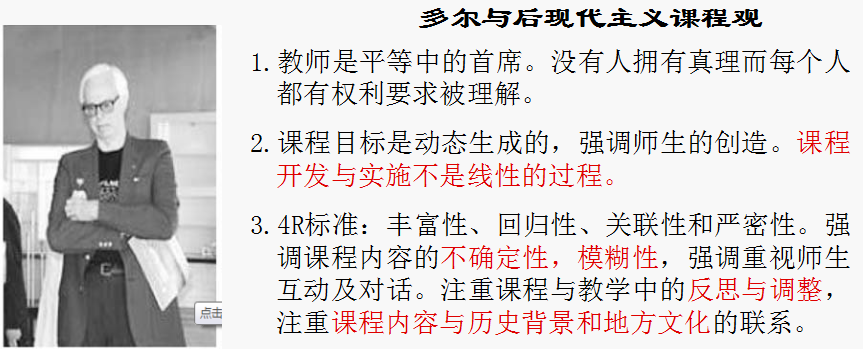 多尔与后现代主义课程观
1. 教师是平等中的首席。没有人拥有真理而每个人
都有权利要求被理解。
2. 课程目标是动态生成的，强调师生的创造。课程
开发与实施不是线性的过程。
3. 4R标准：丰富性、回归性、关联性和严密性。强
调课程内容的不确定性，模糊性，强调重视师生
互动及对话。注重课程与教学中的反思与调整，
注重课程内容与历史背景和地方文化的联系。
点击